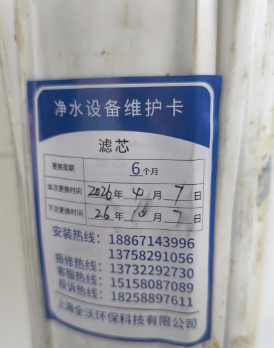 净水设备维护卡
滤芯
更换周期 6个月
本次更换时间 2026年4月7日
下次更换时间 26年10月7日
安装热线：18867143996
13758291056
报修热线：13732292730
客服热线：15158087089
投诉热线：18258897611
上海全沃环保科技有限公司